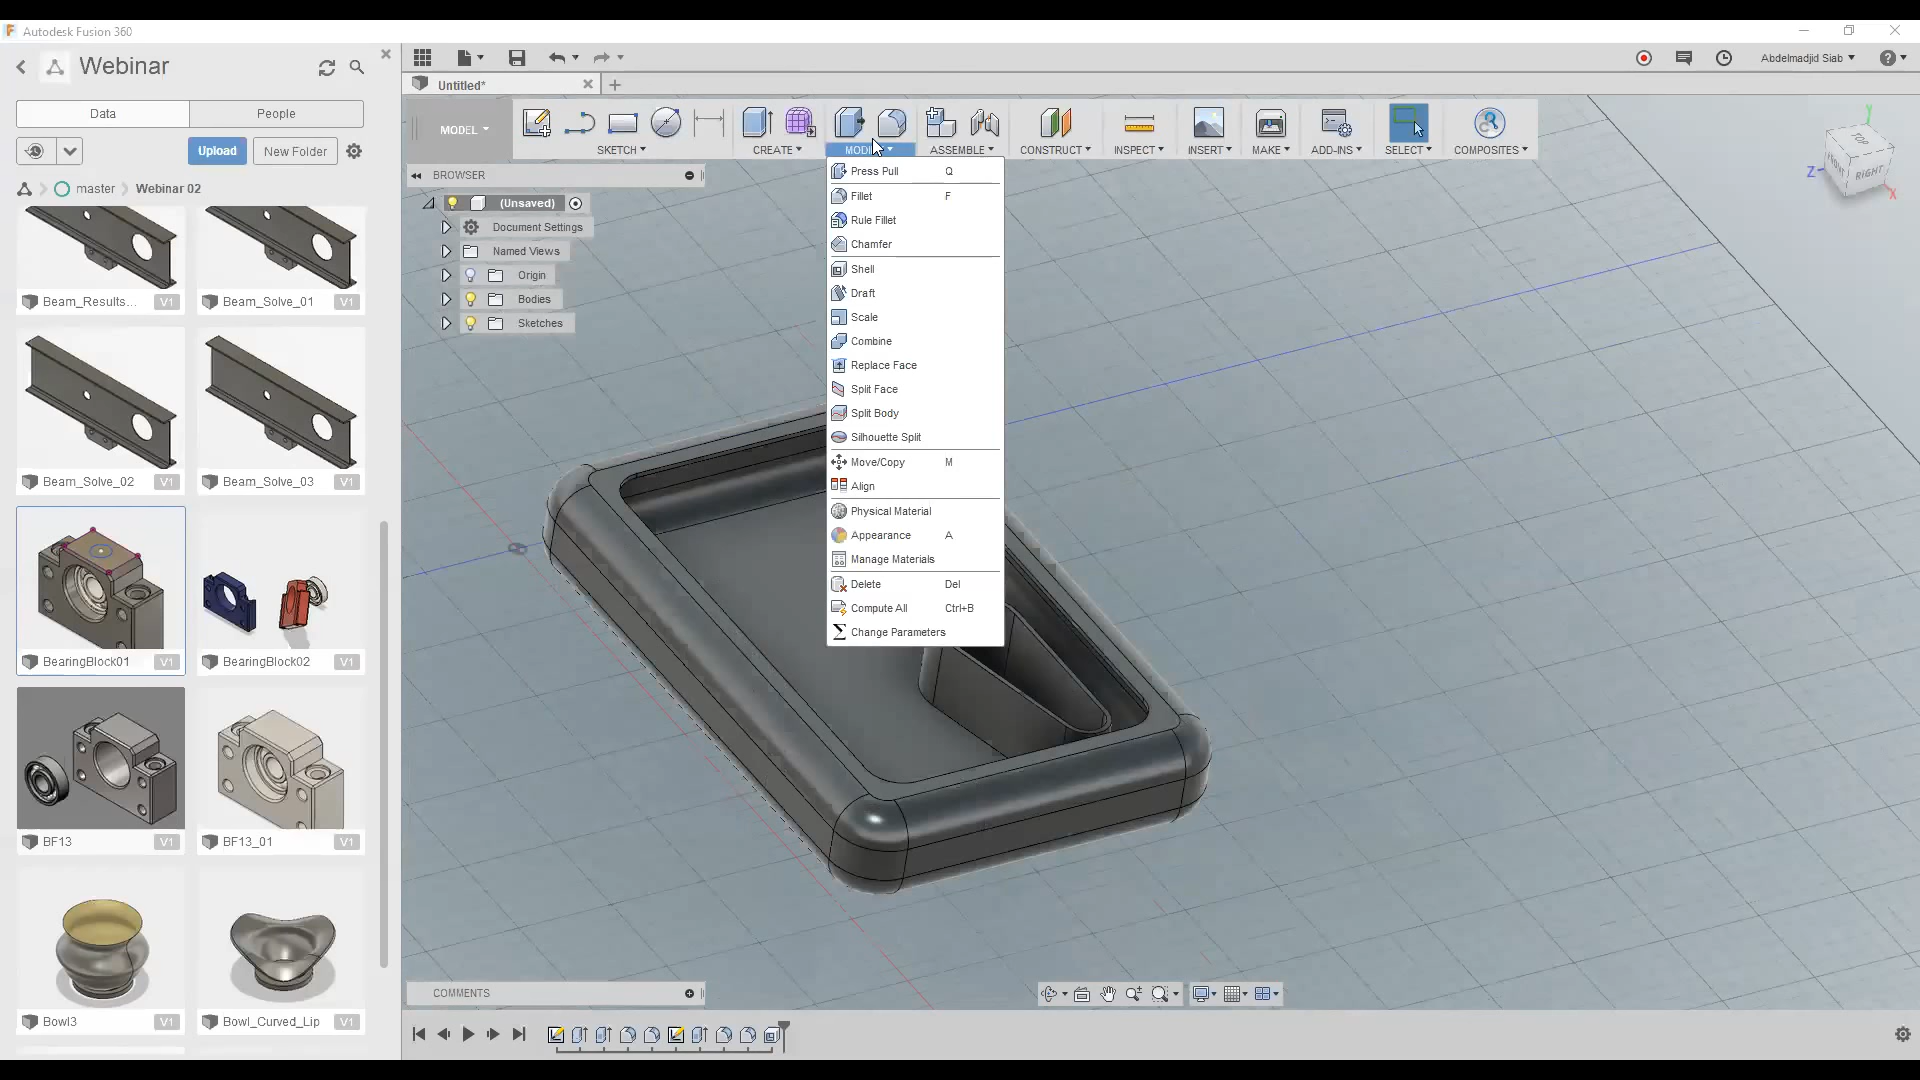 Autodesk Fusion 360
Webinar
Data
People
Upload
New Folder
master
Webinar 02
Beam_Results...
V1
Beam_Solve_01
V1
Beam_Solve_02
V1
Beam_Solve_03
V1
BearingBlock01
V1
BearingBlock02
V1
BF13
V1
BF13_01
V1
Bowl3
V1
Bowl_Curved_Lip
V1
Abdelmadjid Siab
Untitled*
MODEL
SKETCH
CREATE
ASSEMBLE
CONSTRUCT
INSPECT
INSERT
MAKE
ADD-INS
SELECT
COMPOSITES
BROWSER
(Unsaved)
Document Settings
Named Views
Origin
Bodies
Sketches
Press Pull Q
Fillet F
Rule Fillet
Chamfer
Shell
Draft
Scale
Combine
Replace Face
Split Face
Split Body
Silhouette Split
Move/Copy M
Align
Physical Material
Appearance A
Manage Materials
Delete Del
Compute All Ctrl+B
Change Parameters
TOP
FRONT
RIGHT
Y
Z
X
COMMENTS